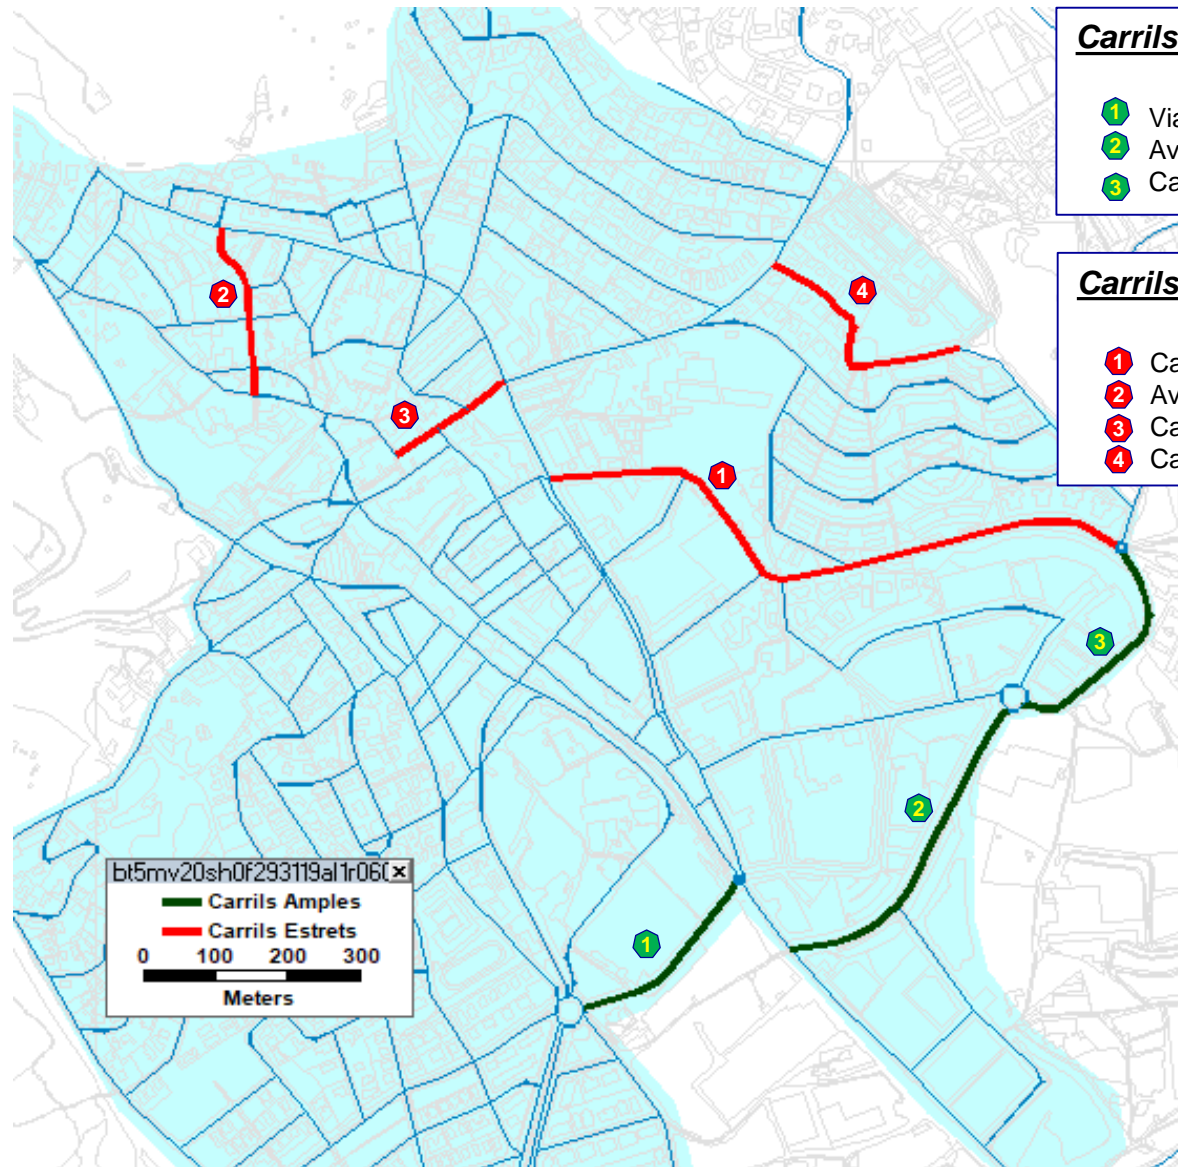 Carrils
1 Via
2 Av
3 Ca
Carrils
1 Ca
2 Av
3 Ca
4 Ca
2
4
3
1
3
2
1
bt5mv20sh0f293119al1r06
Carrils Amples
Carrils Estrets
0 100 200 300
Meters